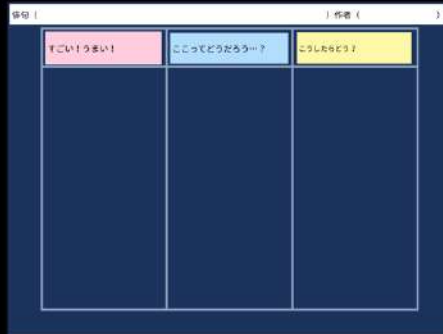 俳句（　　　）作者（　　　）
すごい！うまい！
ここってどうだろう…？
こうしたらどう？